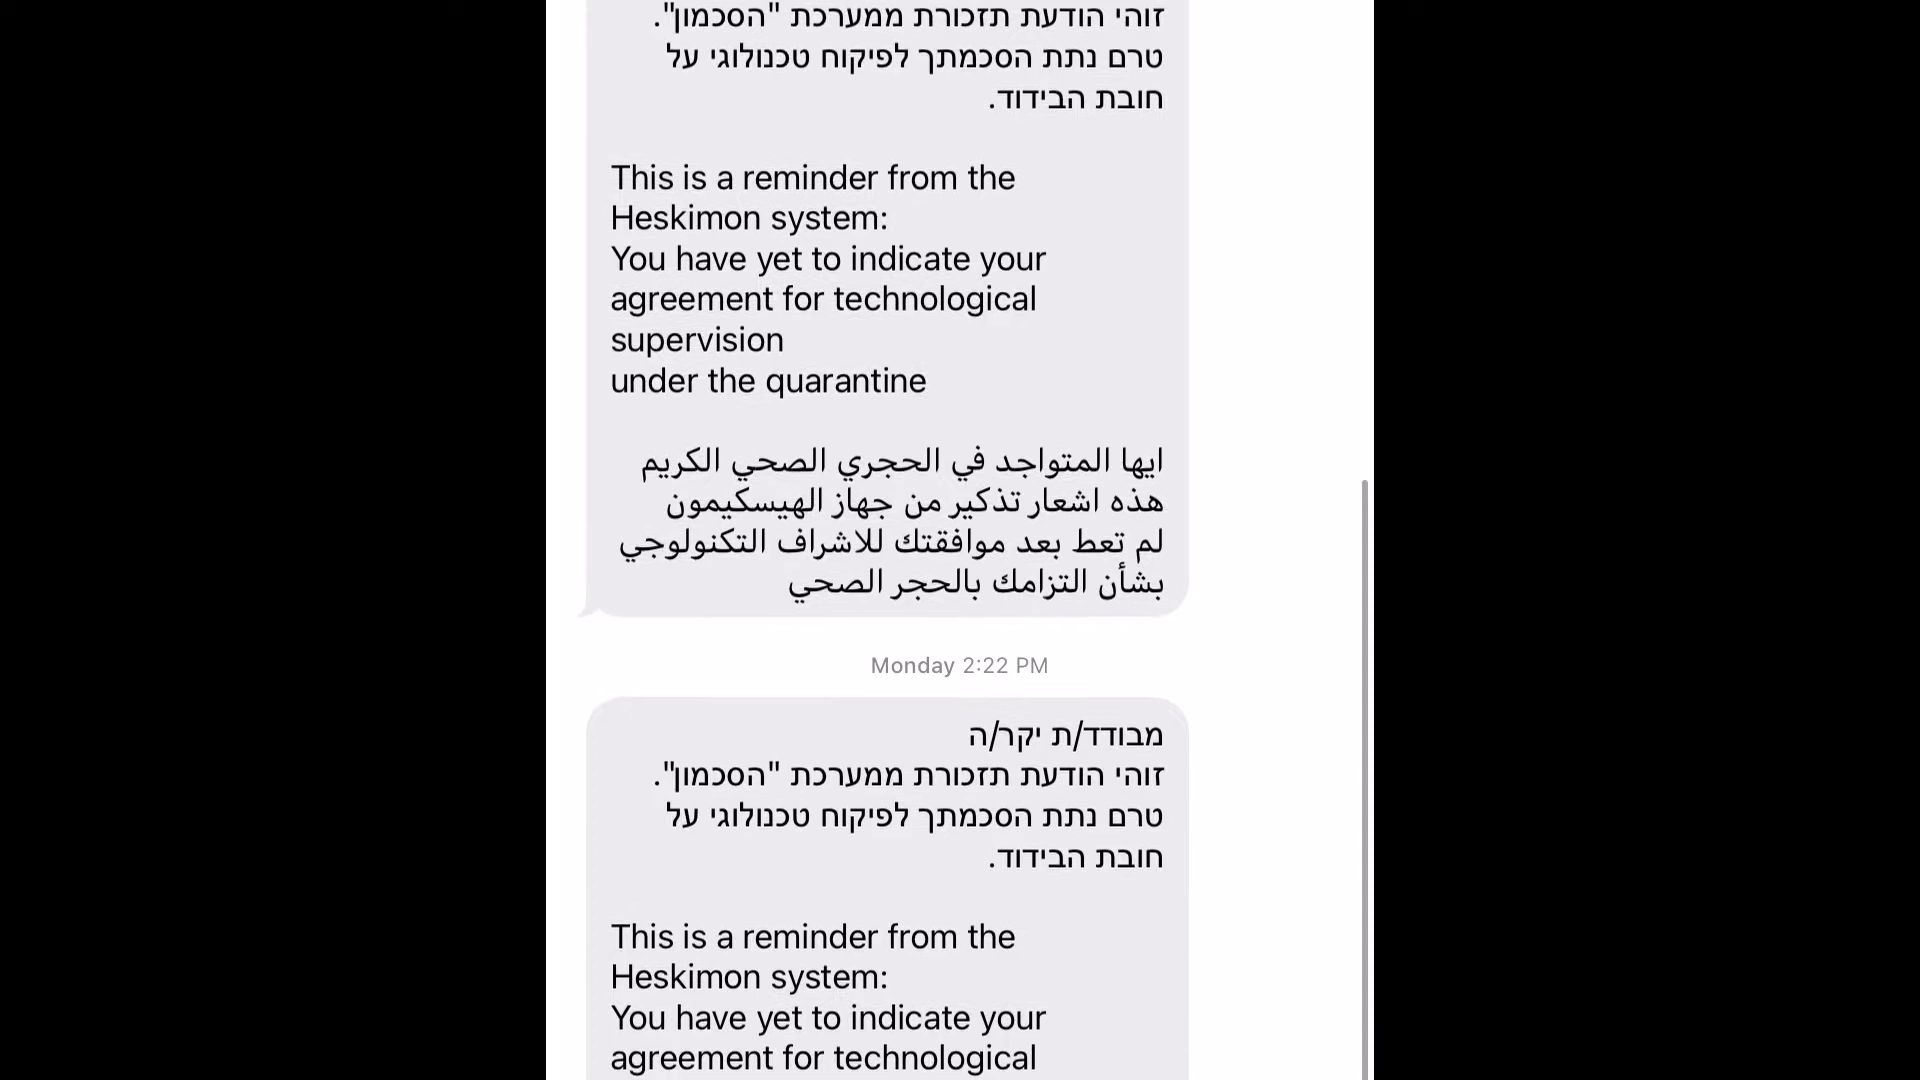 זוהי הודעת תזכורת ממערכת "הסכמון".
טרם נתת הסכמתך לפיקוח טכנולוגי על
חובת הבידוד.
This is a reminder from the
Heskimon system:
You have yet to indicate your
agreement for technological
supervision
under the quarantine
ايها المتواجد في الحجري الصحي الكريم
هذه اشعار تذكير من جهاز الهيسكيمون
لم تعط بعد موافقتك للاشراف التكنولوجي
بشأن التزامك بالحجر الصحي
Monday 2:22 PM
מבודד/ת יקר/ה
זוהי הודעת תזכורת ממערכת "הסכמון".
טרם נתת הסכמתך לפיקוח טכנולוגי על
חובת הבידוד.
This is a reminder from the
Heskimon system:
You have yet to indicate your
agreement for technological